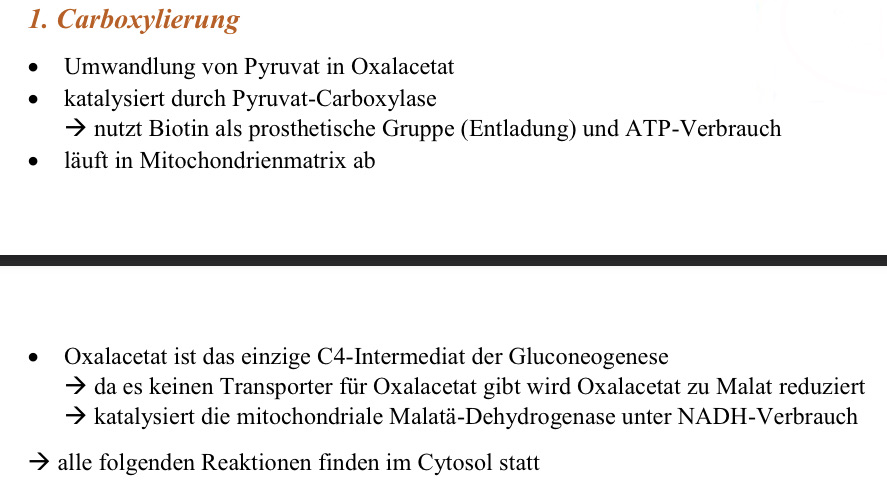 1. Carboxylierung
• Umwandlung von Pyruvat in Oxalacetat
• katalysiert durch Pyruvat-Carboxylase
→ nutzt Biotin als prosthetische Gruppe (Entladung) und ATP-Verbrauch
• läuft in Mitochondrienmatrix ab
• Oxalacetat ist das einzige C4-Intermediat der Gluconeogenese
→ da es keinen Transporter für Oxalacetat gibt wird Oxalacetat zu Malat reduziert
→ katalysiert die mitochondriale Malatä-Dehydrogenase unter NADH-Verbrauch
→ alle folgenden Reaktionen finden im Cytosol statt